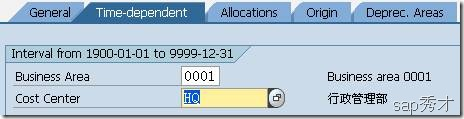 General Time-dependent Allocations Origin Deprec. Areas
Interval from 1900-01-01 to 9999-12-31
Business Area 0001 Business area 0001
Cost Center HQ 行政管理部
sap秀才